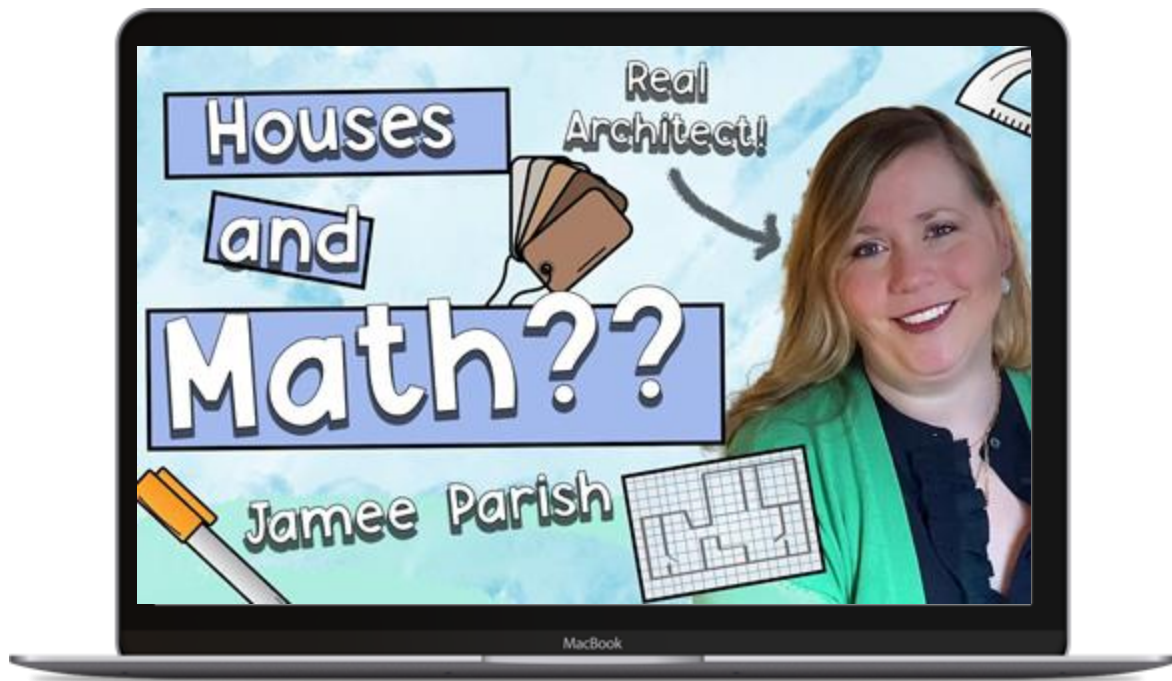 Houses
and
Math??
Real
Architect!
Jamee Parish
MacBook